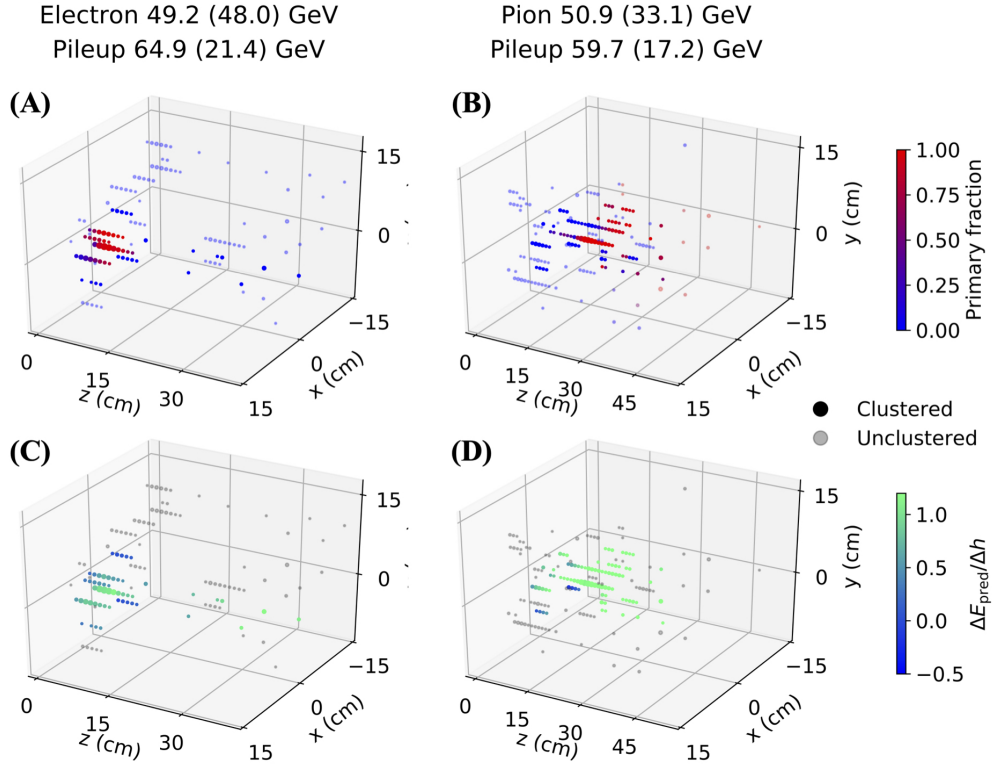 Electron 49.2 (48.0) GeV
Pileup 64.9 (21.4) GeV
Pion 50.9 (33.1) GeV
Pileup 59.7 (17.2) GeV
(A)
15
0
−15
0
15
x (cm)
0
15
30
z (cm)
(B)
15
0
y (cm)
−15
0
15
x (cm)
0
15
30
45
z (cm)
1.00
0.75
0.50
0.25
0.00
Primary fraction
Clustered
Unclustered
(C)
15
0
−15
0
15
x (cm)
0
15
30
z (cm)
(D)
15
0
y (cm)
−15
0
15
x (cm)
0
15
30
45
z (cm)
1.0
0.5
0.0
−0.5
ΔE_pred/Δh